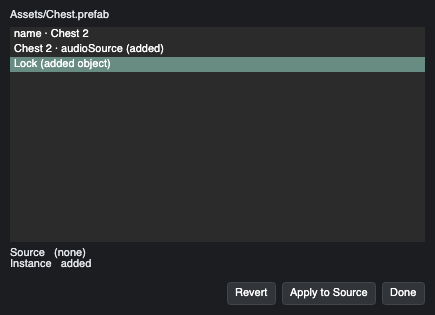 Assets/Chest.prefab
name · Chest 2
Chest 2 · audioSource (added)
Lock (added object)
Source (none)
Instance added
Revert
Apply to Source
Done